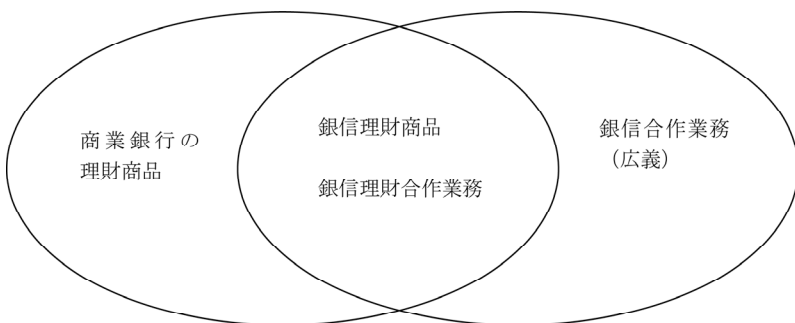 商業銀行の
理財商品
銀信理財商品
銀信理財合作業務
銀信合作業務
（広義）